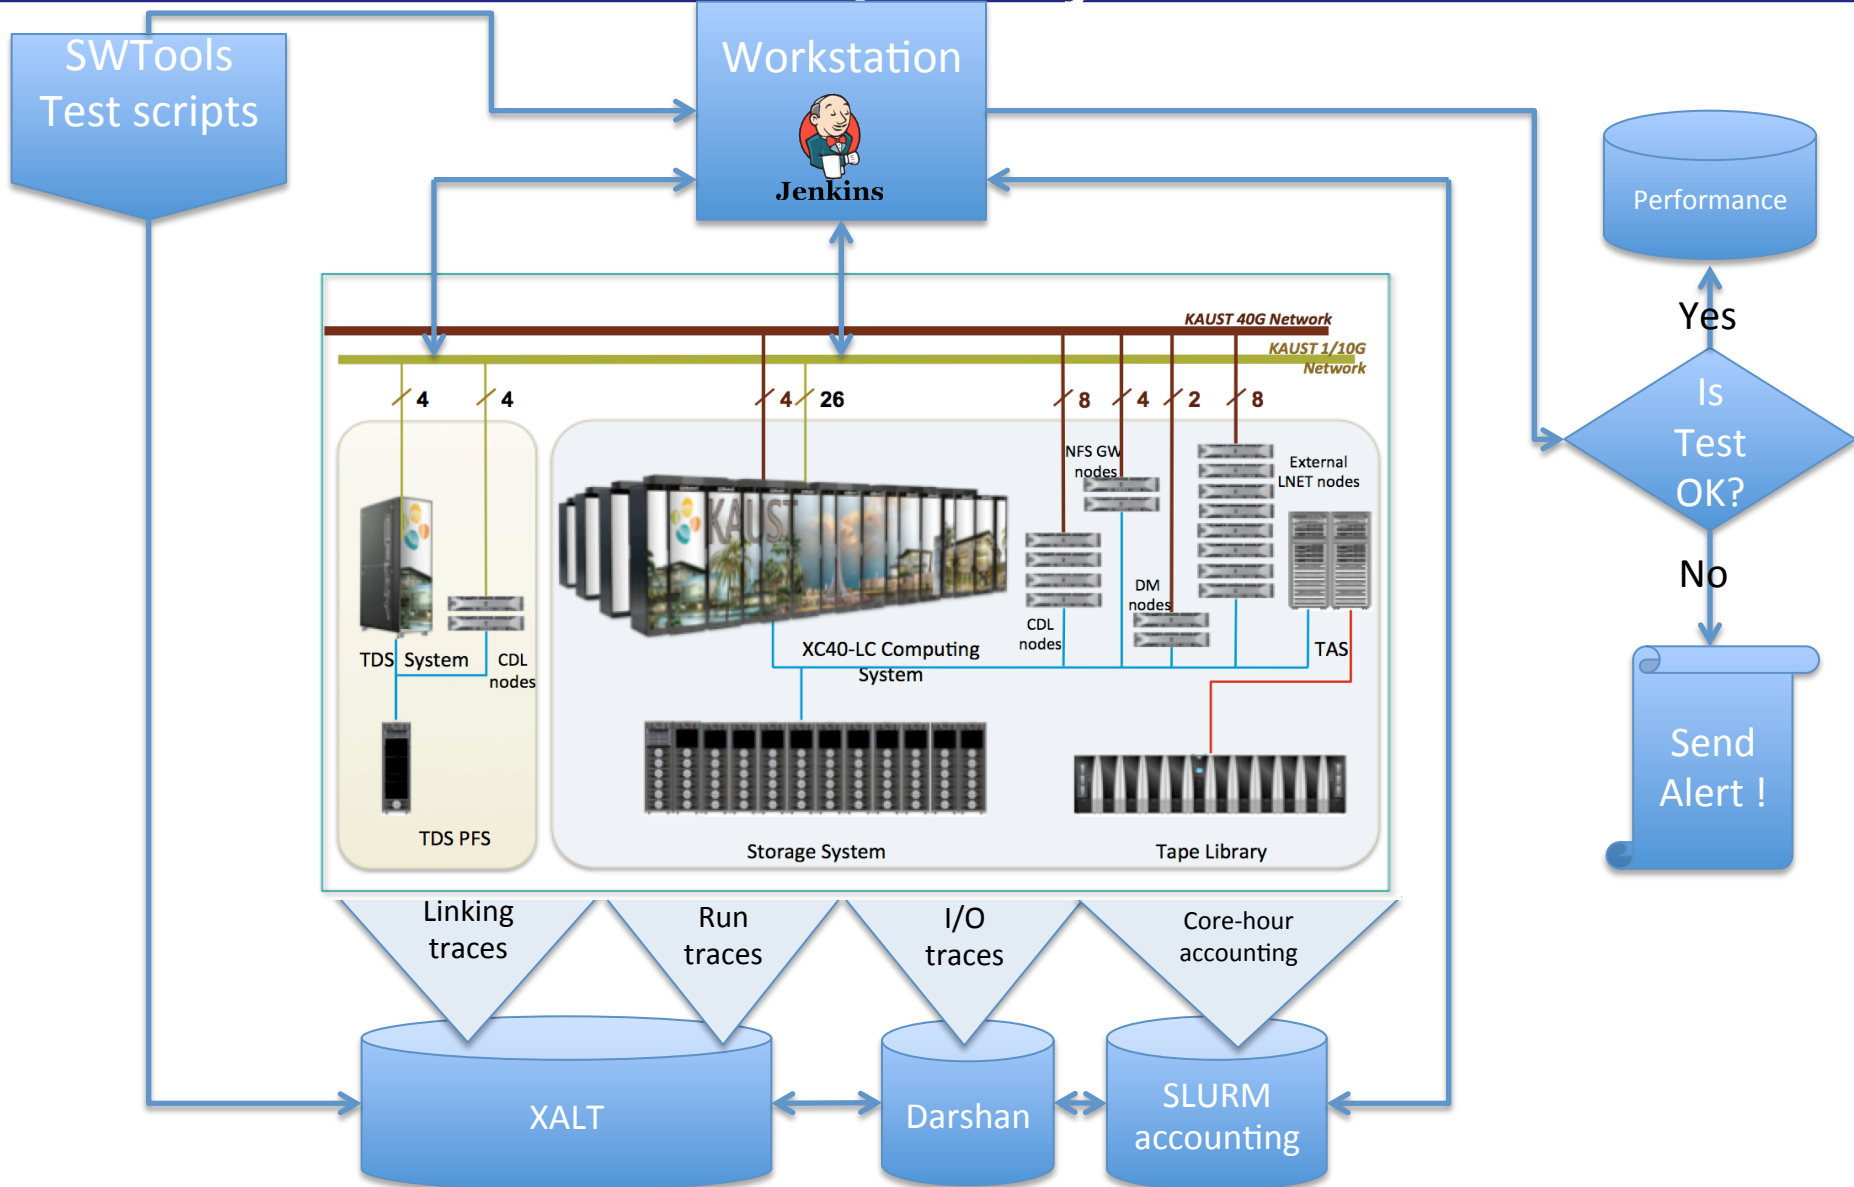 SWTools
Test scripts
Workstation
Jenkins
Performance
Yes
Is
Test
OK?
No
Send
Alert !
KAUST 40G Network
KAUST 1/10G
Network
4
4
4
26
8
4
2
8
NFS GW
nodes
External
LNET nodes
KAUST
DM
nodes
CDL
nodes
TDS System
CDL
nodes
XC40-LC Computing
System
TAS
TDS PFS
Storage System
Tape Library
Linking
traces
Run
traces
I/O
traces
Core-hour
accounting
XALT
Darshan
SLURM
accounting